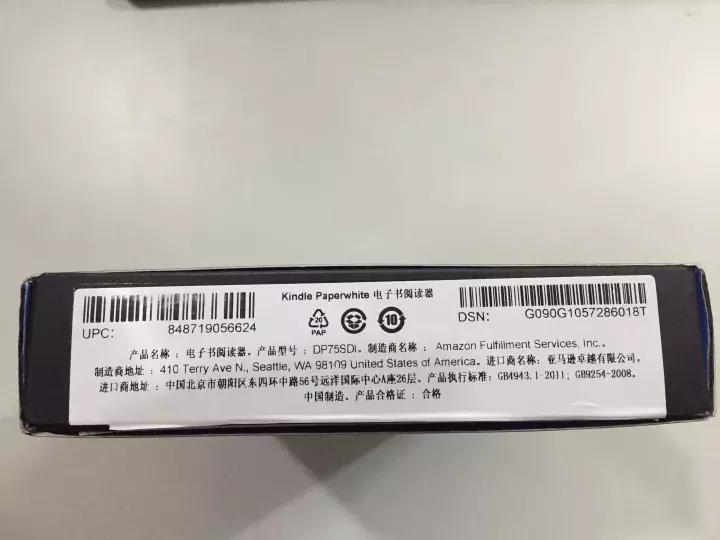 Kindle Paperwhite 电子书阅读器
UPC: 848719056624
20
PAP
10
DSN: G090G1057286018T
产品名称：电子书阅读器。产品型号：DP75SDI。制造商名称：Amazon Fulfillment Services, Inc.。
制造商地址：410 Terry Ave N., Seattle, WA 98109 United States of America。进口商名称：亚马逊卓越有限公司。
进口商地址：中国北京市朝阳区东四环中路56号远洋国际中心A座26层。产品执行标准：GB4943.1-2011; GB9254-2008。
中国制造。产品合格证：合格